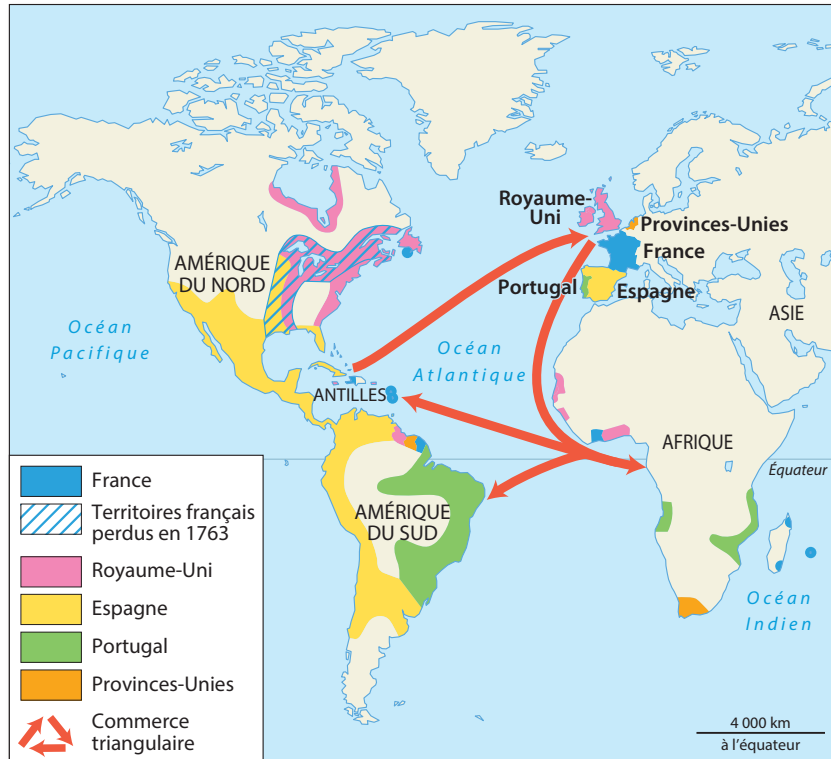 Royaume-
Uni
Provinces-Unies
France
AMÉRIQUE
DU NORD
Portugal
Espagne
ASIE
Océan
Pacifique
Océan
Atlantique
ANTILLES
AFRIQUE
Équateur
AMÉRIQUE
DU SUD
Océan
Indien
France
Territoires français
perdus en 1763
Royaume-Uni
Espagne
Portugal
Provinces-Unies
Commerce
triangulaire
4 000 km
à l'équateur